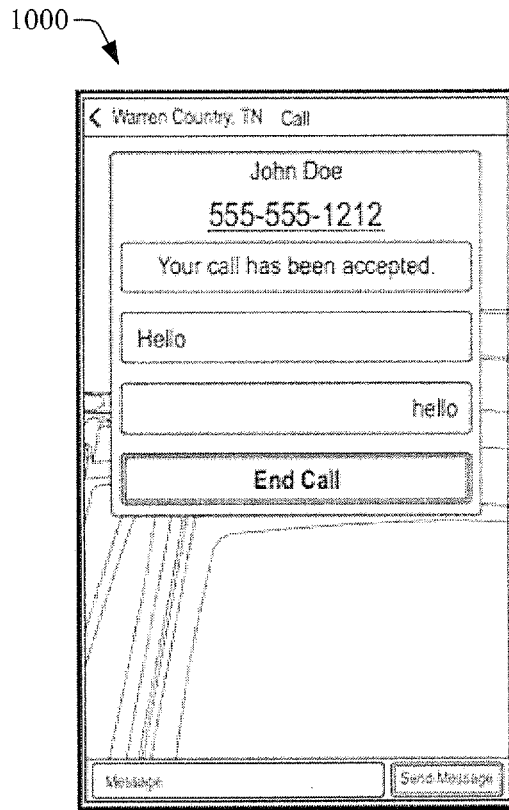 1000
Warren Country, TN Call
John Doe
555-555-1212
Your call has been accepted.
Hello
hello
End Call
Message Send Message